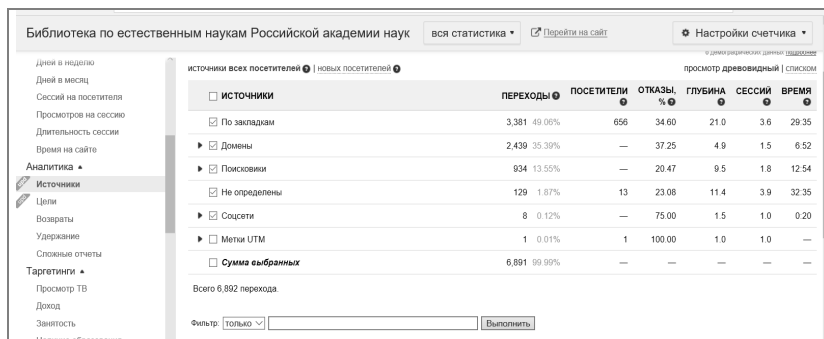 Библиотека по естественным наукам Российской академии наук вся статистика ▾ Перейти на сайт Настройки счетчика ▾
о демографических данных подробнее
Дней в неделю
источники всех посетителей | новых посетителей просмотр древовидный | списком
Дней в месяц
Сессий на посетителя
Просмотров на сессию
Длительность сессии
Время на сайте
Аналитика ▴
Источники
Цели
Возвраты
Удержание
Сложные отчеты
Таргетинги ▴
Просмотр ТВ
Доход
Занятость
ИСТОЧНИКИ ПЕРЕХОДЫ ПОСЕТИТЕЛИ ОТКАЗЫ, % ГЛУБИНА СЕССИЙ ВРЕМЯ
По закладкам 3,381 49.06% 656 34.60 21.0 3.6 29:35
Домены 2,439 35.39% — 37.25 4.9 1.5 6:52
Поисковики 934 13.55% — 20.47 9.5 1.8 12:54
Не определены 129 1.87% 13 23.08 11.4 3.9 32:35
Соцсети 8 0.12% — 75.00 1.5 1.0 0:20
Метки UTM 1 0.01% 1 100.00 1.0 1.0 —
Сумма выбранных 6,891 99.99% — — — — —
Всего 6,892 перехода.
Фильтр: только Выполнить